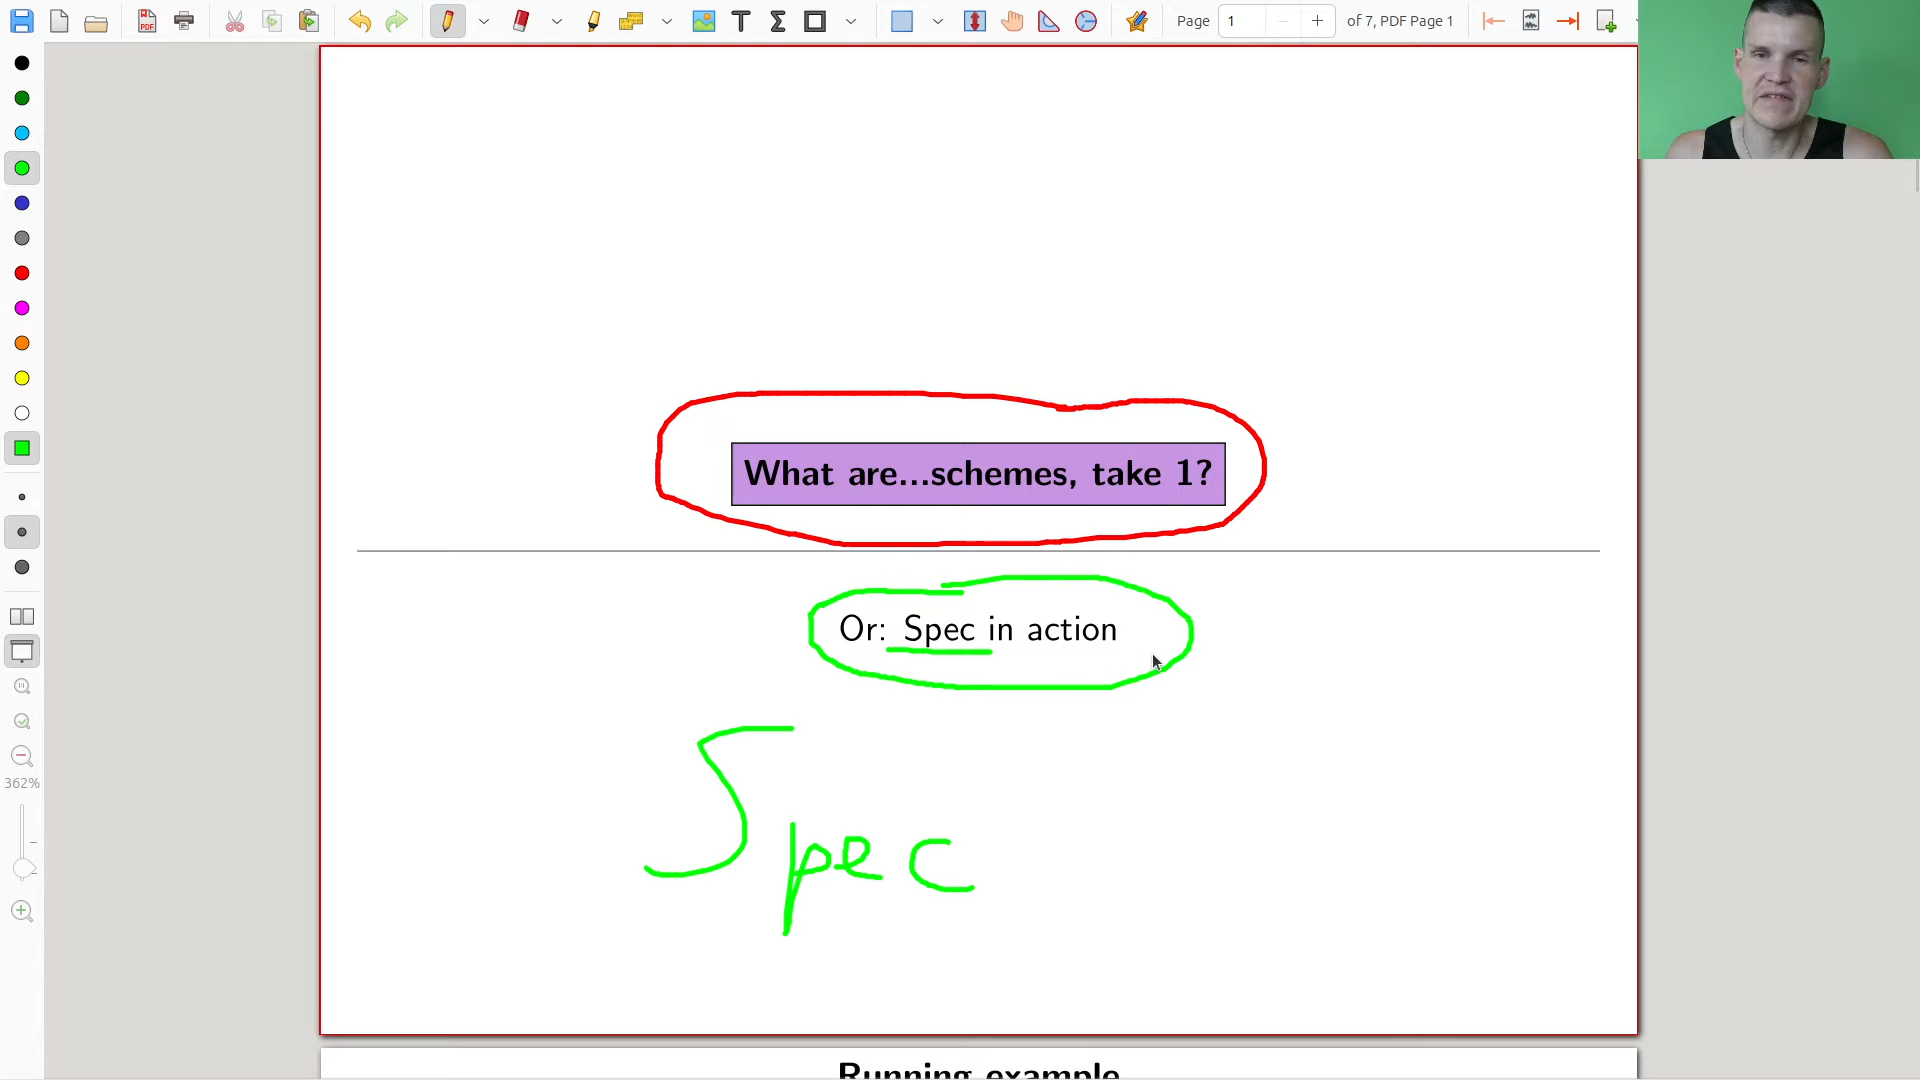 Page 1 of 7, PDF Page 1
What are...schemes, take 1?
Or: Spec in action
Spec
362%
Running example